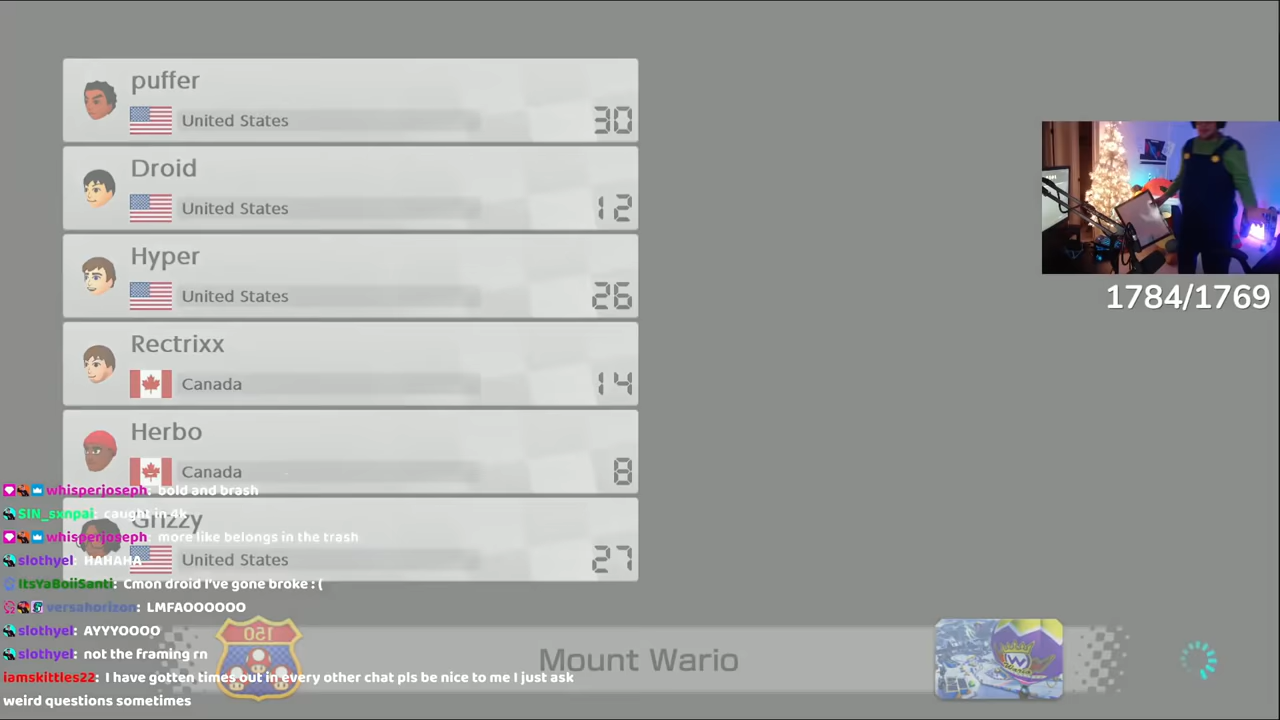 puffer
United States
30
Droid
United States
12
Hyper
United States
26
Rectrixx
Canada
14
Herbo
Canada
8
Grizzy
United States
27
1784/1769
whisperjoseph: bold and brash
SIN_sxnpai: caught in 4k
whisperjoseph: more like belongs in the trash
slothyel: HAHAHA
ItsYaBoiiSanti: Cmon droid I've gone broke : (
versahorizon: LMFAOOOOOO
slothyel: AYYYOOOO
slothyel: not the framing rn
iamskittles22: I have gotten times out in every other chat pls be nice to me I just ask
weird questions sometimes
150
Mount Wario
W